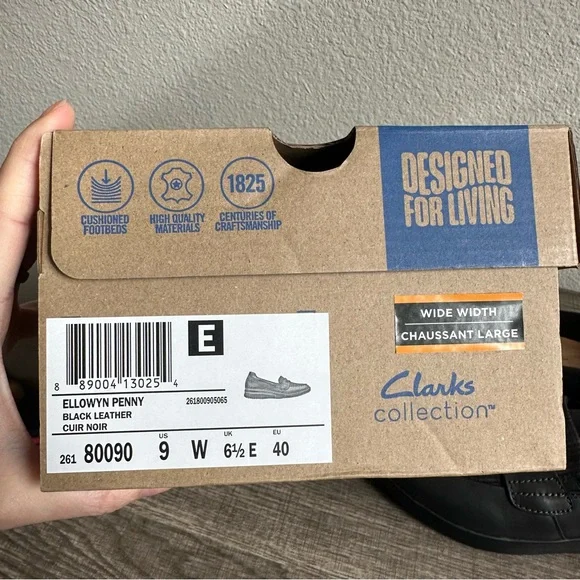 CUSHIONED
FOOTBEDS
HIGH QUALITY
MATERIALS
1825
CENTURIES OF
CRAFTSMANSHIP
DESIGNED
FOR LIVING
WIDE WIDTH
CHAUSSANT LARGE
Clarks
collection™
E
8 89004 13025 4
ELLOWYN PENNY
261800905065
BLACK LEATHER
CUIR NOIR
US UK EU
261 80090 9 W 6½ E 40